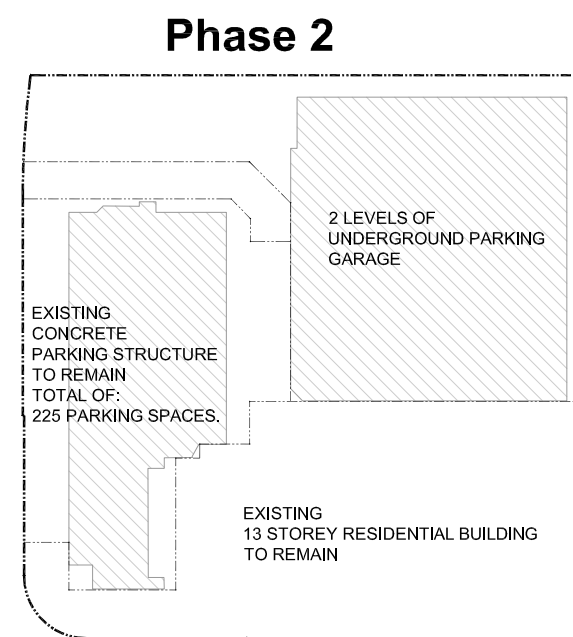 Phase 2
2 LEVELS OF
UNDERGROUND PARKING
GARAGE
EXISTING
CONCRETE
PARKING STRUCTURE
TO REMAIN
TOTAL OF:
225 PARKING SPACES.
EXISTING
13 STOREY RESIDENTIAL BUILDING
TO REMAIN